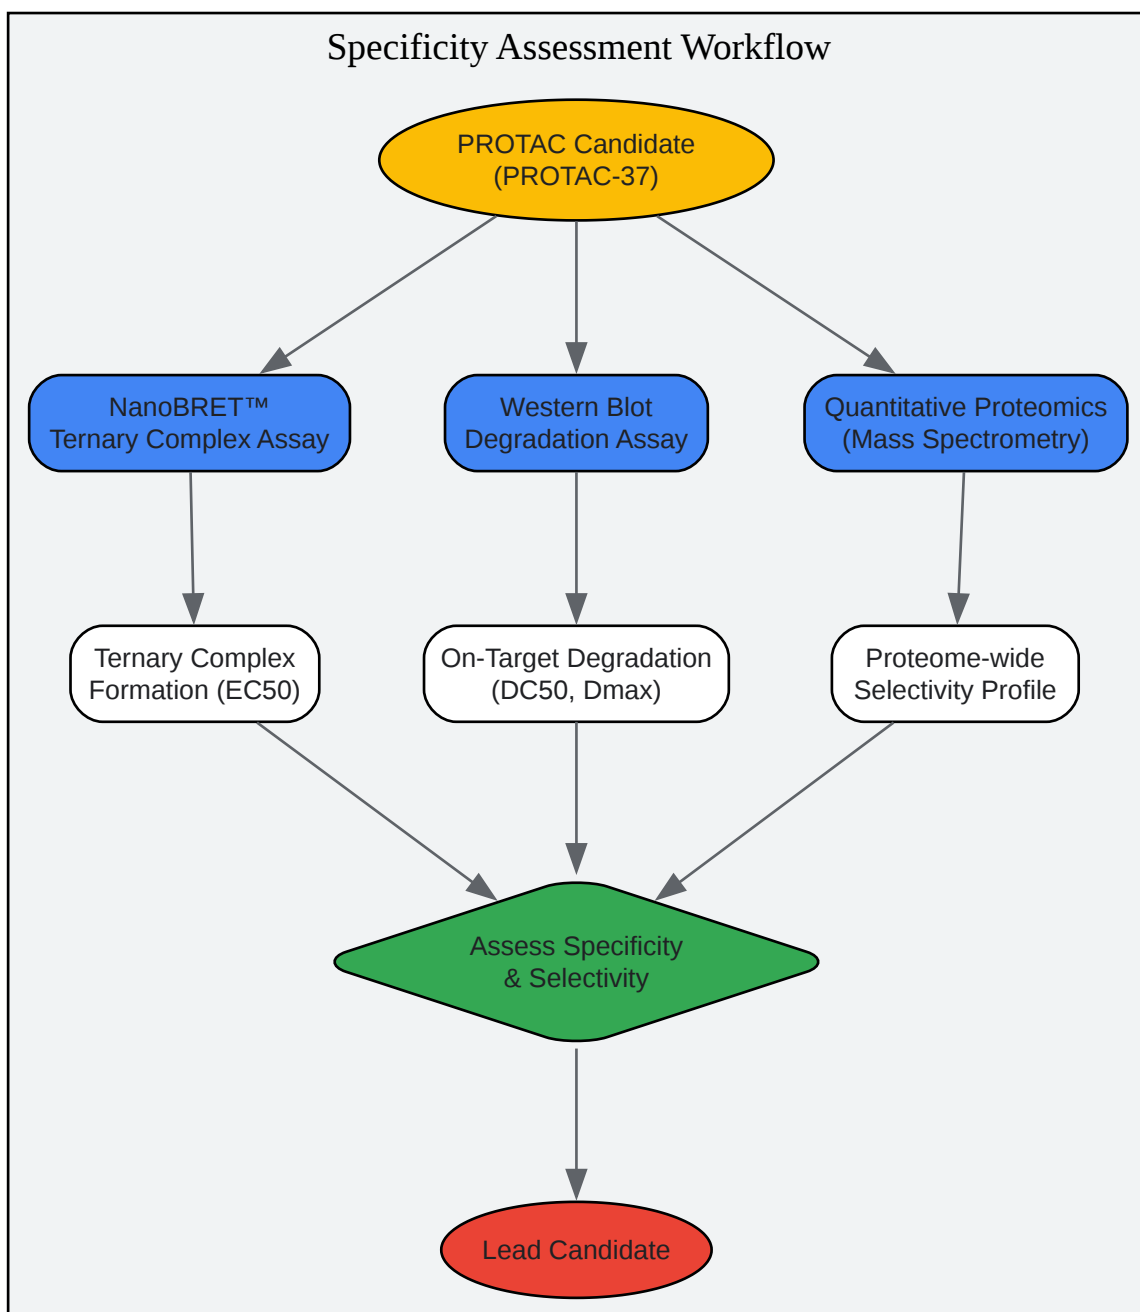 Specificity Assessment Workflow
PROTAC Candidate
(PROTAC-37)
NanoBRET™
Ternary Complex Assay
Western Blot
Degradation Assay
Quantitative Proteomics
(Mass Spectrometry)
Ternary Complex
Formation (EC50)
On-Target Degradation
(DC50, Dmax)
Proteome-wide
Selectivity Profile
Assess Specificity
& Selectivity
Lead Candidate